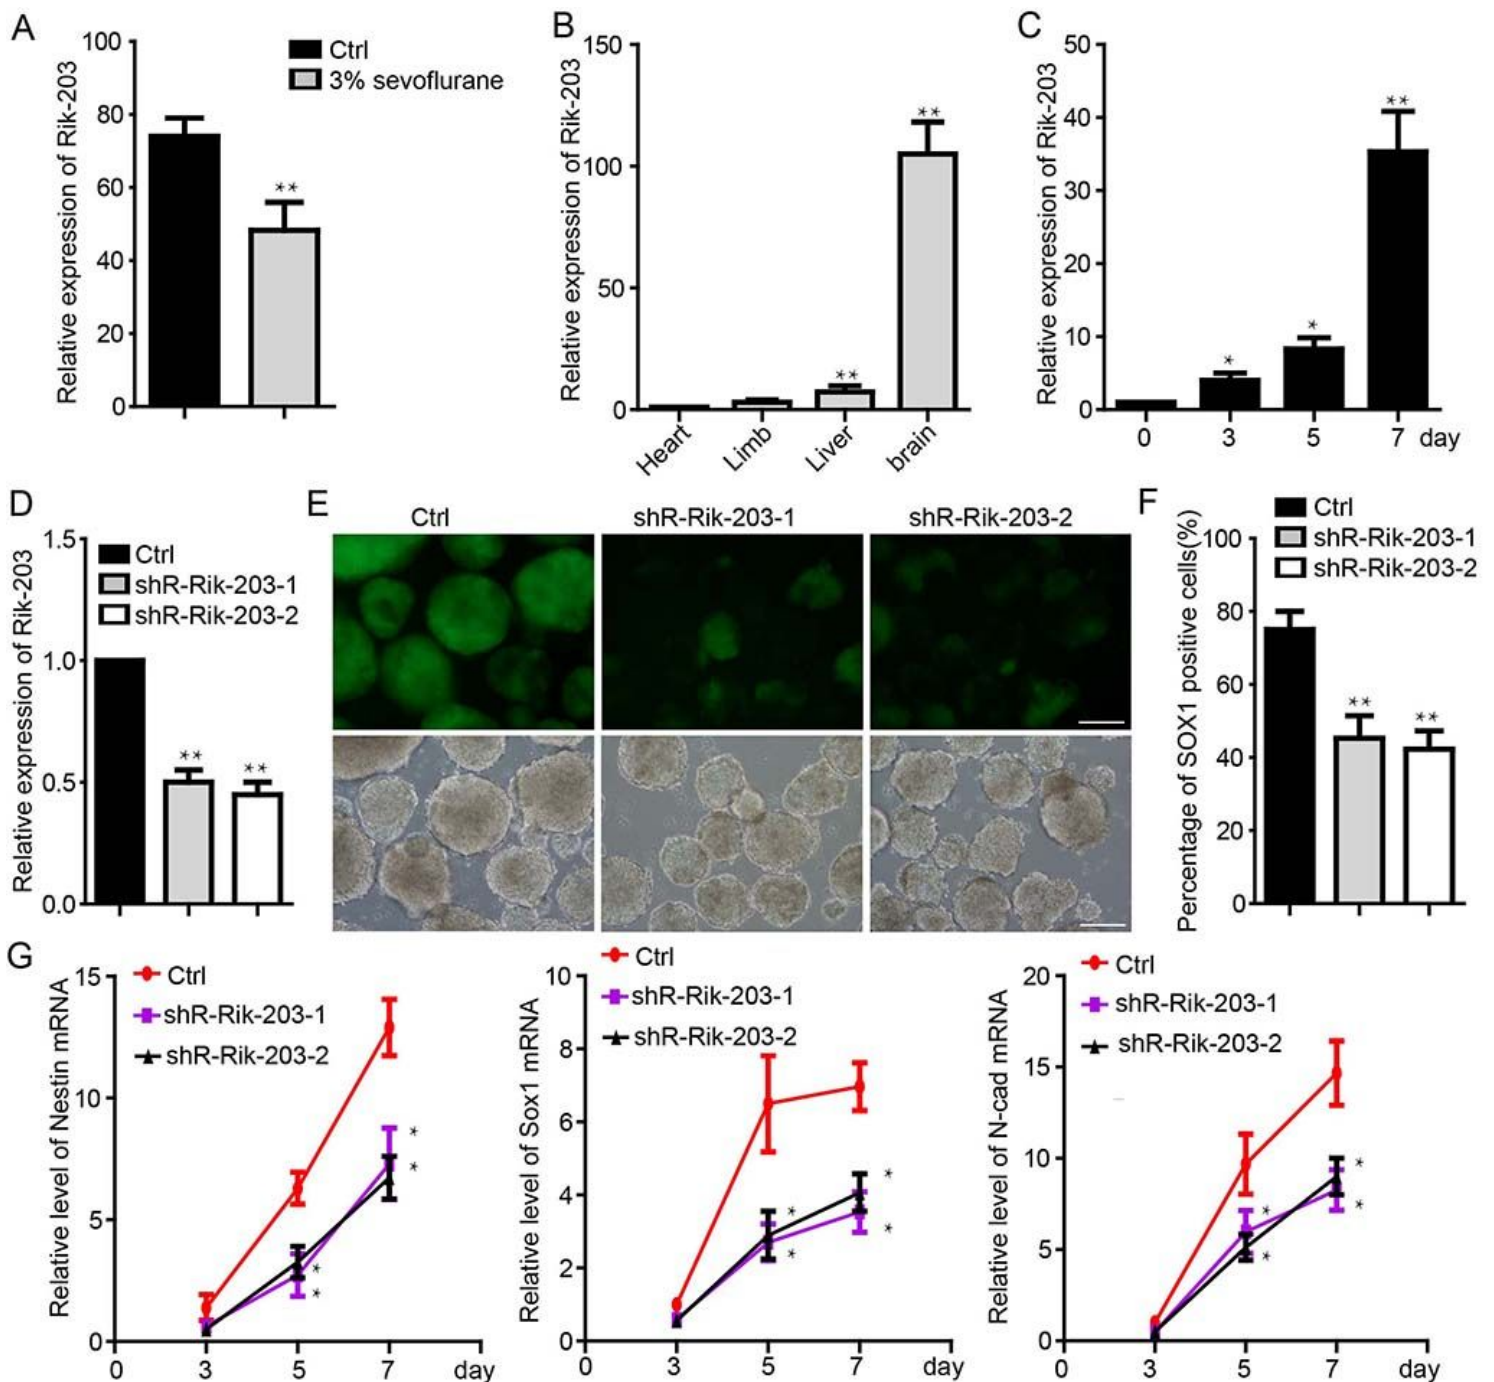 A
Relative expression of Rik-203
100
80
60
40
20
0
Ctrl
3% sevoflurane
**
B
Relative expression of Rik-203
150
100
50
0
**
**
Heart
Limb
Liver
brain
C
Relative expression of Rik-203
50
40
30
20
10
0
*
*
**
0 3 5 7 day
D
Relative expression of Rik-203
1.5
1.0
0.5
0.0
Ctrl
shR-Rik-203-1
shR-Rik-203-2
**
**
E
Ctrl shR-Rik-203-1 shR-Rik-203-2
F
Percentage of SOX1 positive cells(%)
100
80
60
40
20
0
Ctrl
shR-Rik-203-1
shR-Rik-203-2
**
**
G
Relative level of Nestin mRNA
15
10
5
0
Ctrl
shR-Rik-203-1
shR-Rik-203-2
*
*
*
*
0 3 5 7 day
Relative level of Sox1 mRNA
10
8
6
4
2
0
Ctrl
shR-Rik-203-1
shR-Rik-203-2
*
*
*
*
0 3 5 7 day
Relative level of N-cad mRNA
20
15
10
5
0
Ctrl
shR-Rik-203-1
shR-Rik-203-2
*
*
*
*
0 3 5 7 day